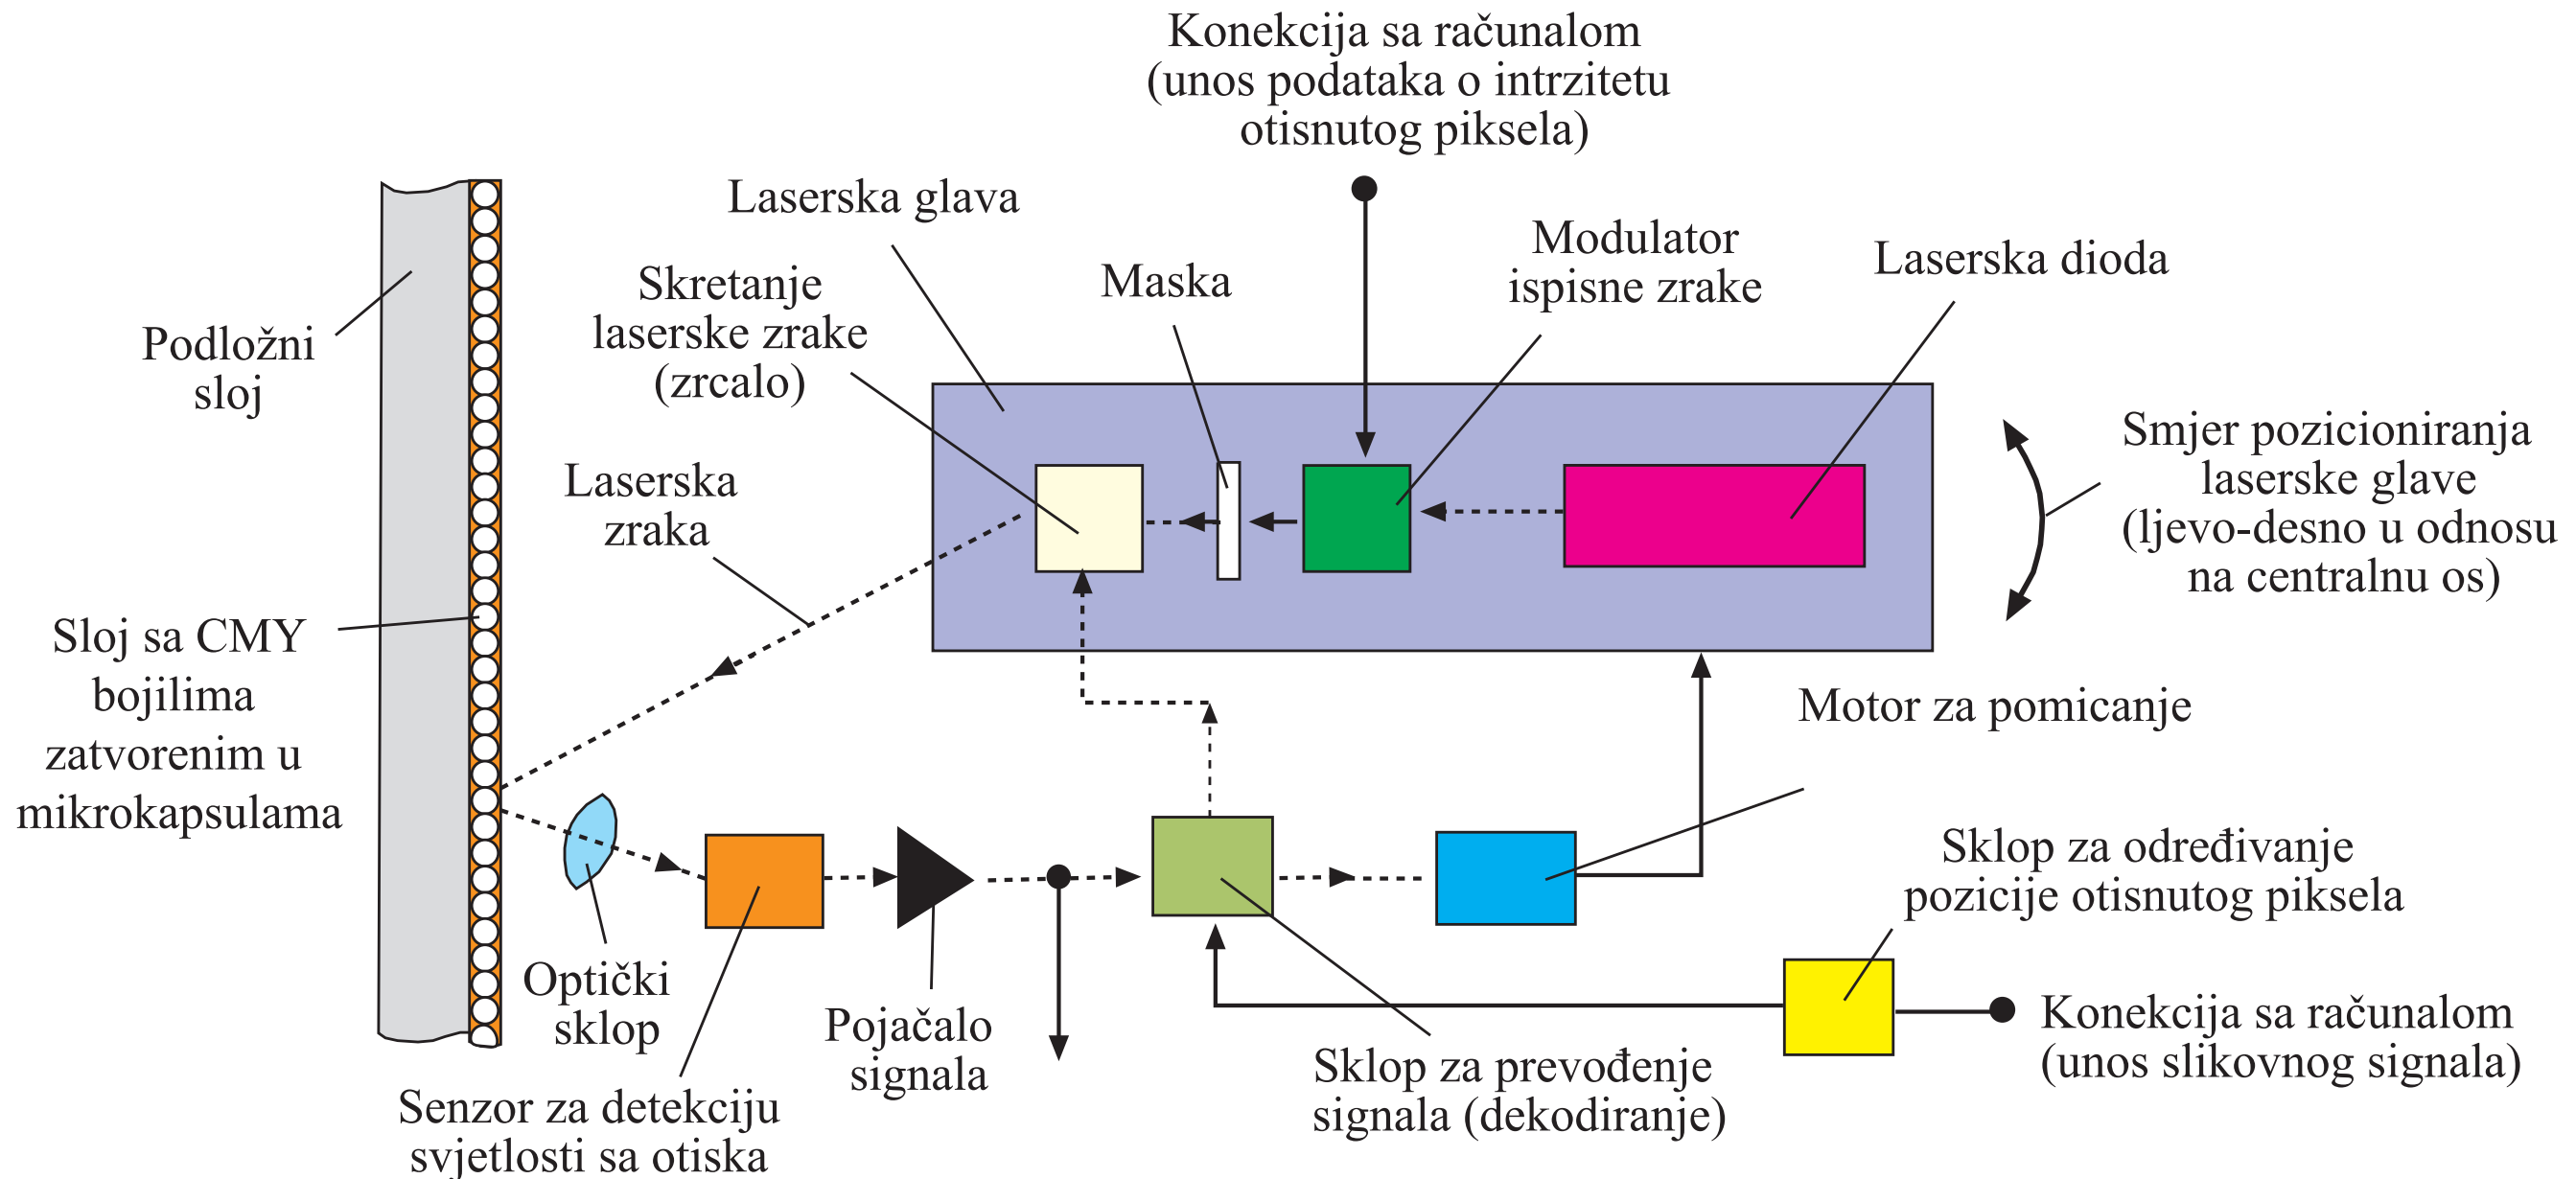 Konekcija sa računalom
(unos podataka o intrzitetu
otisnutog piksela)
Laserska glava
Skretanje
laserske zrake
(zrcalo)
Maska
Modulator
ispisne zrake
Laserska dioda
Podložni
sloj
Laserska
zraka
Smjer pozicioniranja
laserske glave
(ljevo-desno u odnosu
na centralnu os)
Sloj sa CMY
bojilima
zatvorenim u
mikrokapsulama
Motor za pomicanje
Sklop za određivanje
pozicije otisnutog piksela
Optički
sklop
Pojačalo
signala
Konekcija sa računalom
(unos slikovnog signala)
Sklop za prevođenje
signala (dekodiranje)
Senzor za detekciju
svjetlosti sa otiska